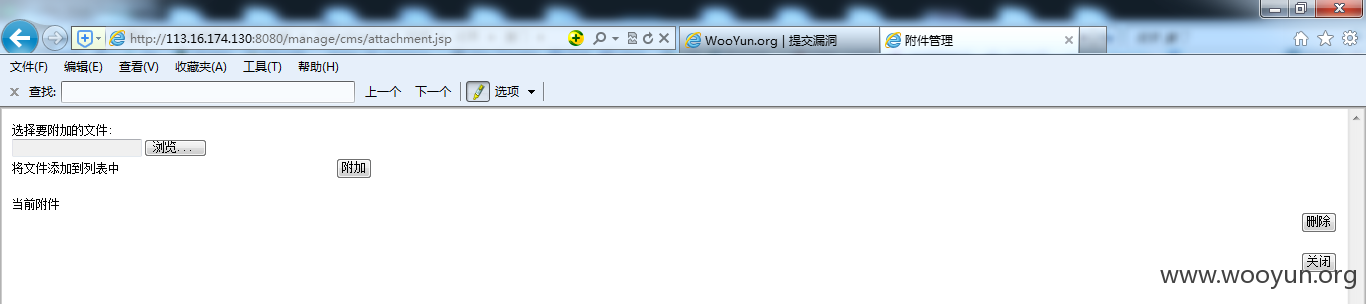 http://113.16.174.130:8080/manage/cms/attachment.jsp
WooYun.org | 提交漏洞
附件管理
文件(F) 编辑(E) 查看(V) 收藏夹(A) 工具(T) 帮助(H)
查找: 上一个 下一个 选项
选择要附加的文件:
浏览...
将文件添加到列表中 附加
当前附件
删除
关闭
www.wooyun.org